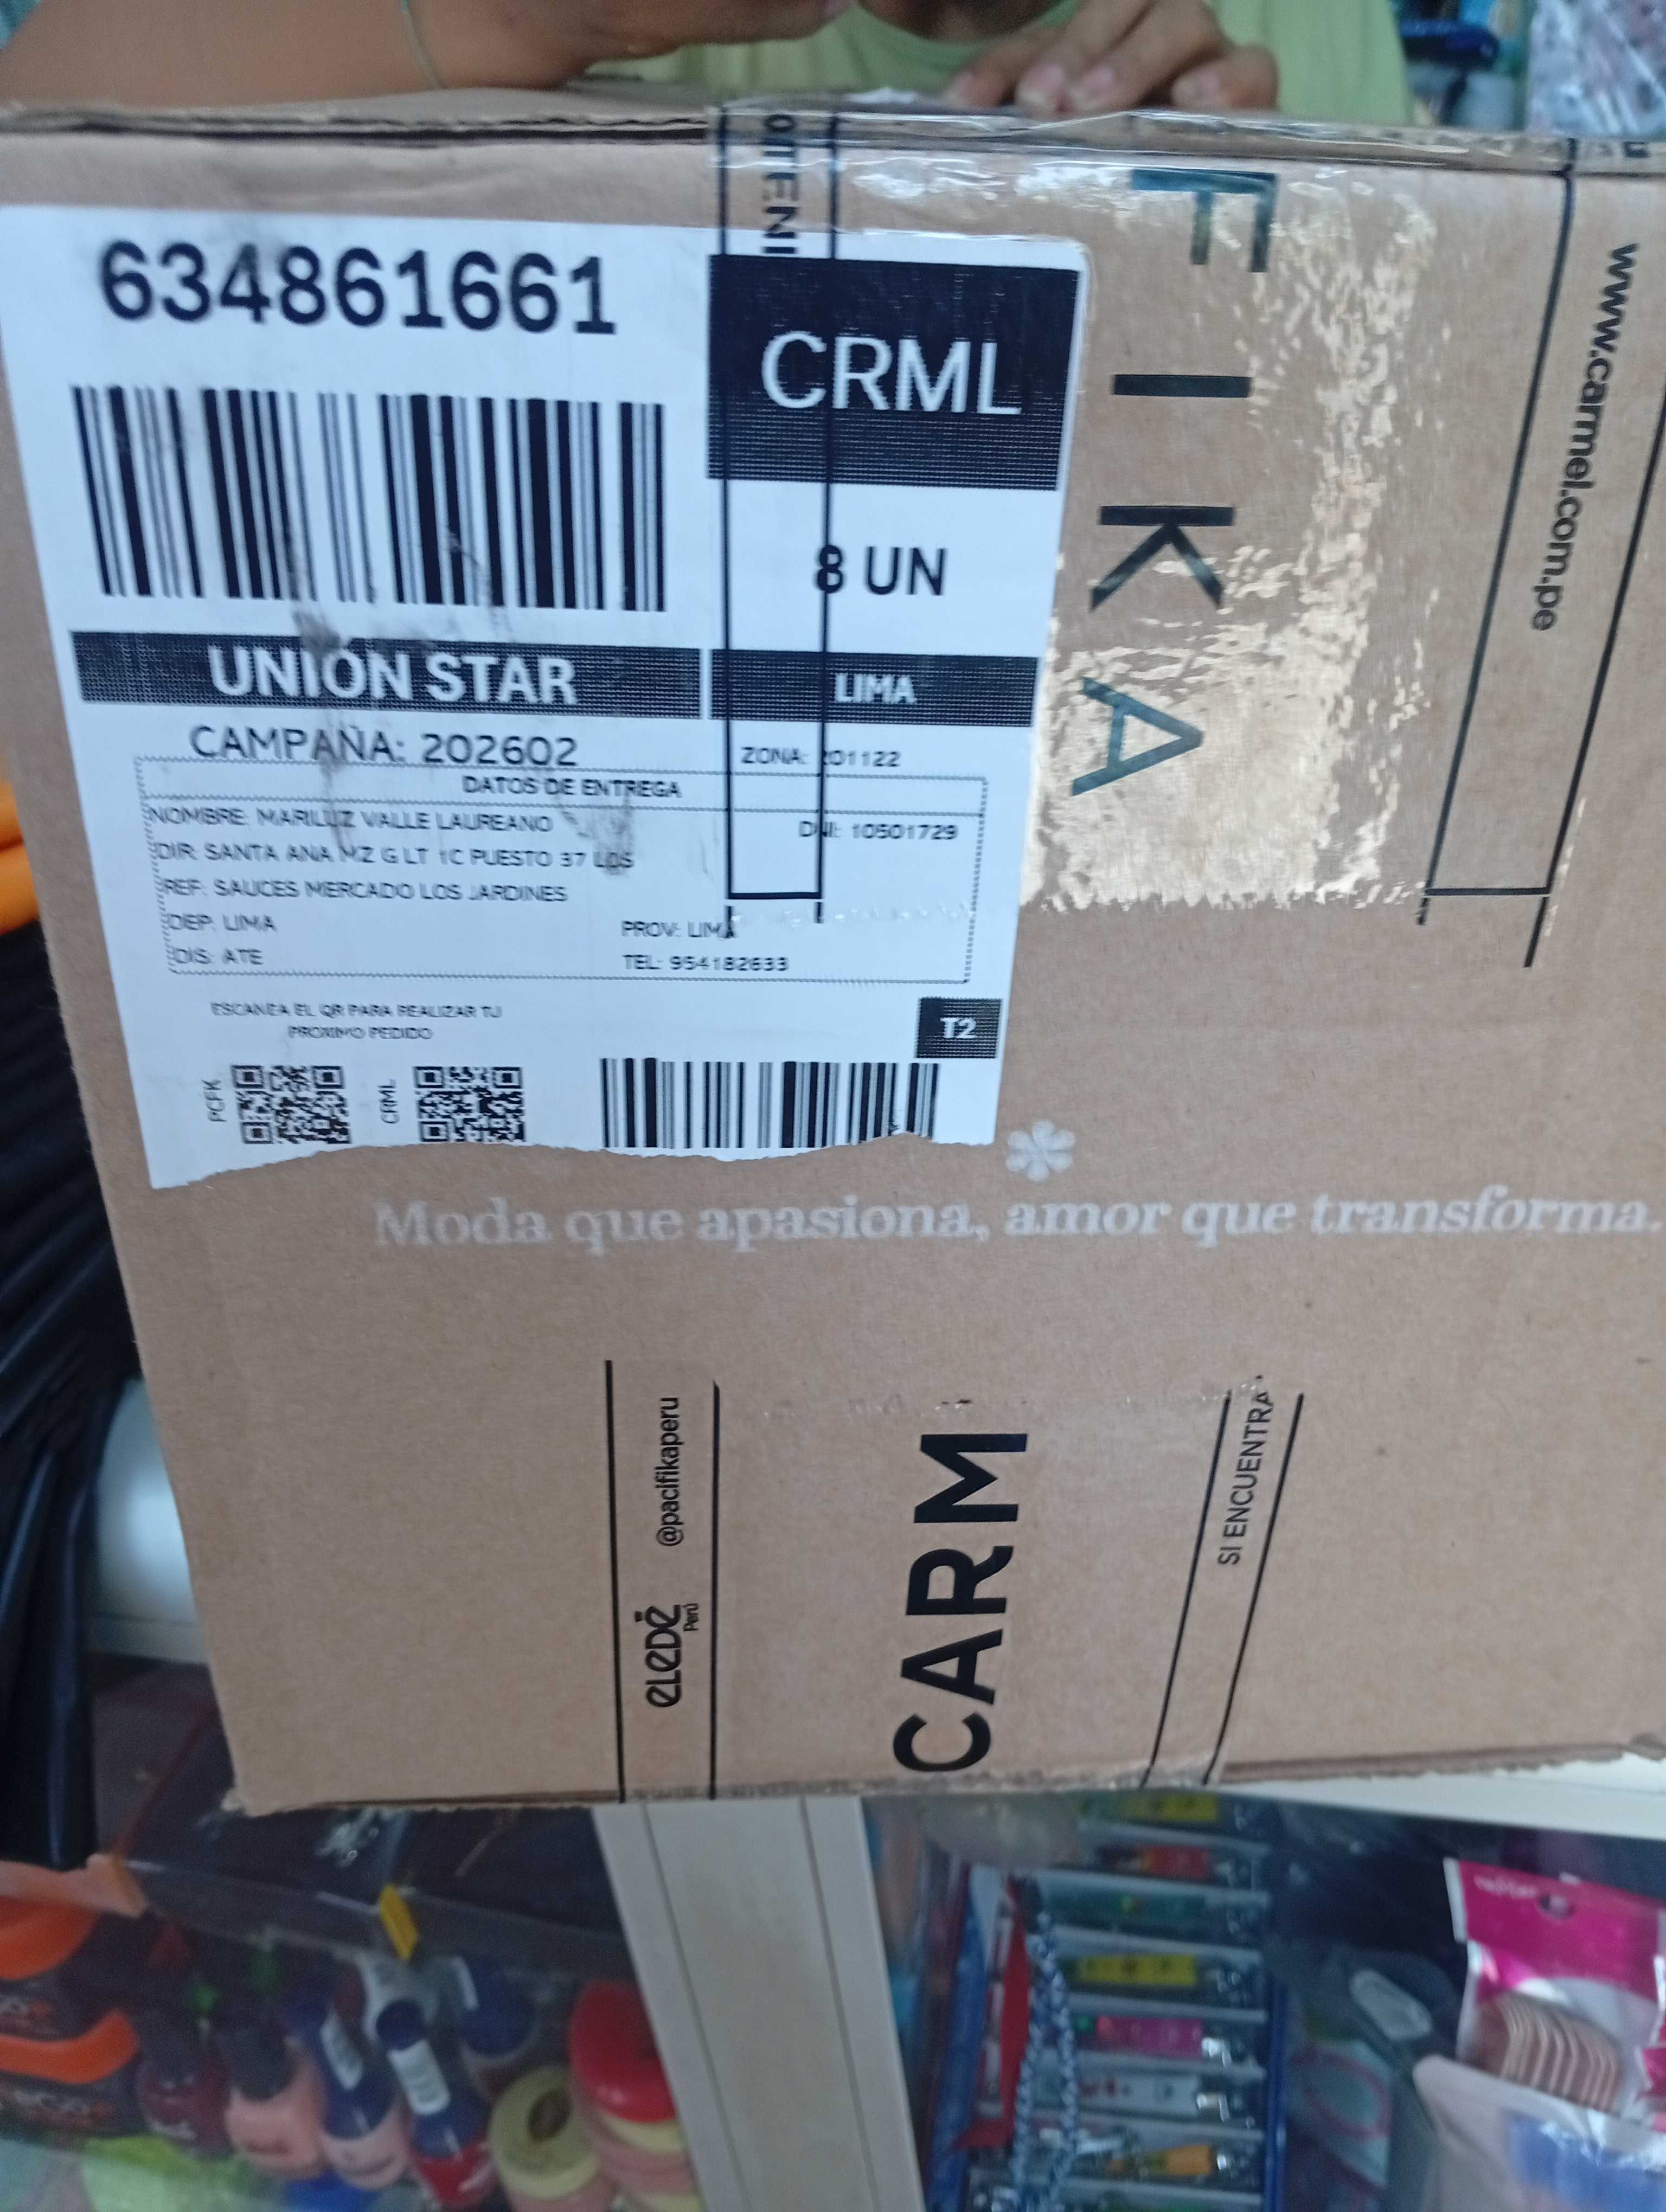 634861661
CRML
8 UN
UNIÓN STAR
LIMA
CAMPAÑA: 202602
ZONA: 201122
DATOS DE ENTREGA
NOMBRE: MARILUZ VALLE LAUREANO
DNI: 10501729
DIR: SANTA ANA MZ G LT 1C PUESTO 37 LOS
REF: SAUCES MERCADO LOS JARDINES
DEP: LIMA
PROV: LIMA
DIS: ATE
TEL: 954182633
ESCANEA EL QR PARA REALIZAR TU
PROXIMO PEDIDO
T2
PCFK
CRML
FIKA
www.carmel.com.pe
Moda que apasiona, amor que transforma.
@pacifikaperu
eLeDé
Perú
CARM
SI ENCUENTRA